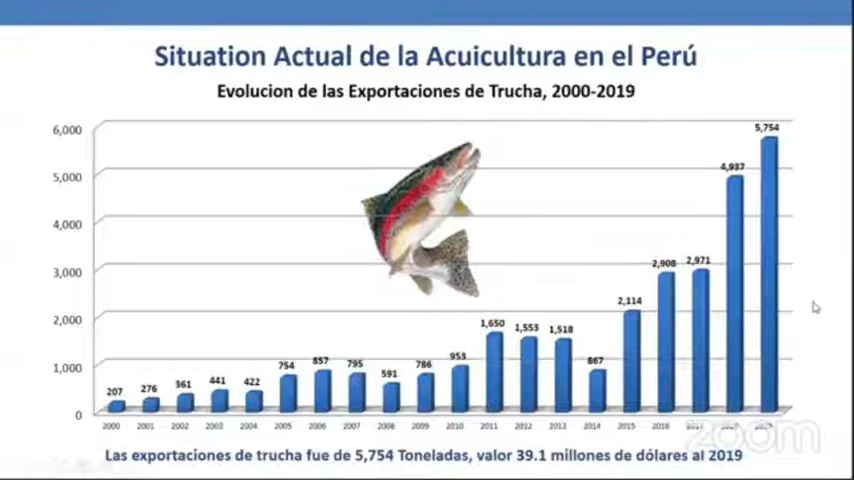 Situation Actual de la Acuicultura en el Perú
Evolucion de las Exportaciones de Trucha, 2000-2019
6,000
5,000
4,000
3,000
2,000
1,000
0
207 276 361 441 422 754 857 795 591 786 953 1,650 1,553 1,518 867 2,114 2,908 2,971 4,937 5,754
2000 2001 2002 2003 2004 2005 2006 2007 2008 2009 2010 2011 2012 2013 2014 2015 2016 2017 2018 2019
zoom
Las exportaciones de trucha fue de 5,754 Toneladas, valor 39.1 millones de dólares al 2019